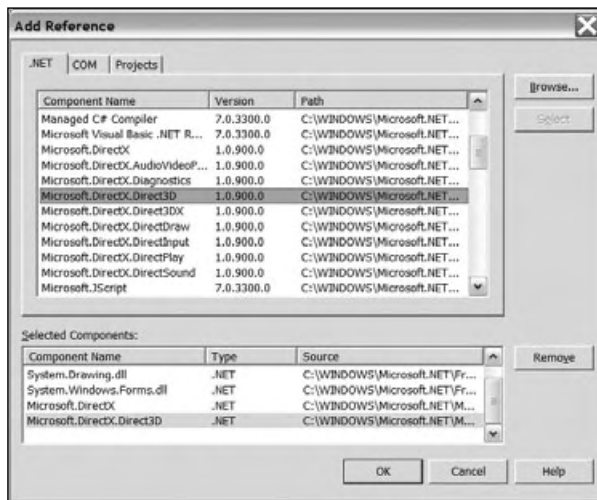 Add Reference
.NET COM Projects
Browse...
Select
Component Name Version Path
Managed C# Compiler 7.0.3300.0 C:\WINDOWS\Microsoft.NET...
Microsoft Visual Basic .NET R... 7.0.3300.0 C:\WINDOWS\Microsoft.NET...
Microsoft.DirectX 1.0.900.0 C:\WINDOWS\Microsoft.NET...
Microsoft.DirectX.AudioVideoP... 1.0.900.0 C:\WINDOWS\Microsoft.NET...
Microsoft.DirectX.Diagnostics 1.0.900.0 C:\WINDOWS\Microsoft.NET...
Microsoft.DirectX.Direct3D 1.0.900.0 C:\WINDOWS\Microsoft.NET...
Microsoft.DirectX.Direct3DX 1.0.900.0 C:\WINDOWS\Microsoft.NET...
Microsoft.DirectX.DirectDraw 1.0.900.0 C:\WINDOWS\Microsoft.NET...
Microsoft.DirectX.DirectInput 1.0.900.0 C:\WINDOWS\Microsoft.NET...
Microsoft.DirectX.DirectPlay 1.0.900.0 C:\WINDOWS\Microsoft.NET...
Microsoft.DirectX.DirectSound 1.0.900.0 C:\WINDOWS\Microsoft.NET...
Microsoft.JScript 7.0.3300.0 C:\WINDOWS\Microsoft.NET...
Selected Components:
Component Name Type Source
Remove
System.Drawing.dll .NET C:\WINDOWS\Microsoft.NET\Fr...
System.Windows.Forms.dll .NET C:\WINDOWS\Microsoft.NET\Fr...
Microsoft.DirectX .NET C:\WINDOWS\Microsoft.NET\M...
Microsoft.DirectX.Direct3D .NET C:\WINDOWS\Microsoft.NET\M...
OK Cancel Help